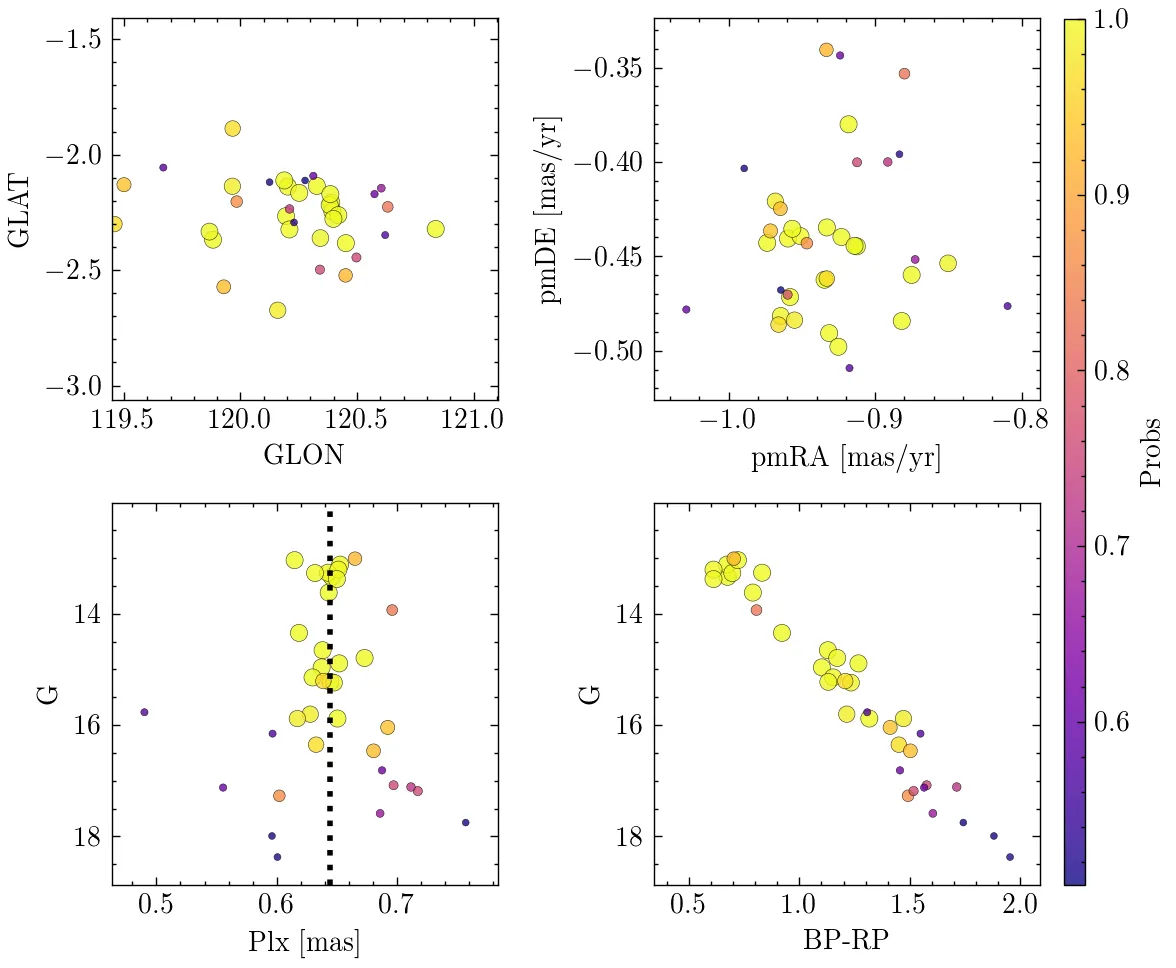 −1.5
−2.0
−2.5
−3.0
GLAT
119.5 120.0 120.5 121.0
GLON
−0.35
−0.40
−0.45
−0.50
pmDE [mas/yr]
−1.0 −0.9 −0.8
pmRA [mas/yr]
14
16
18
G
0.5 0.6 0.7
Plx [mas]
14
16
18
G
0.5 1.0 1.5 2.0
BP-RP
1.0
0.9
0.8
0.7
0.6
Probs